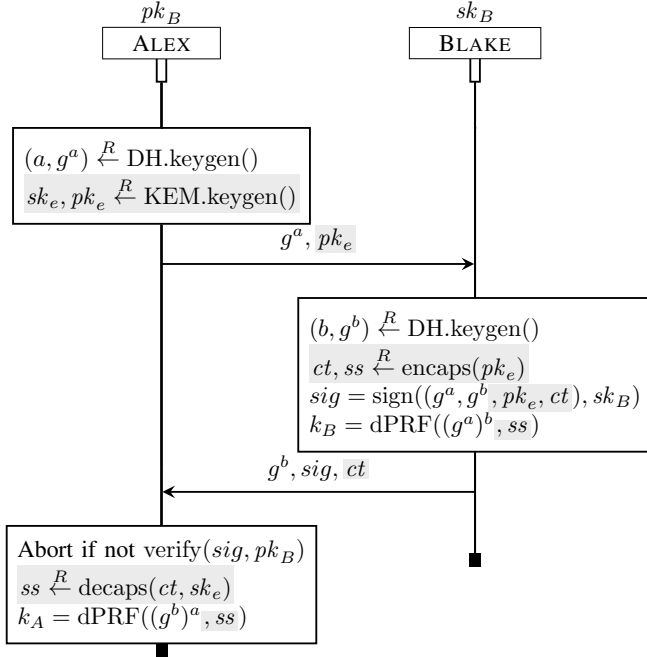 pk_B
sk_B
ALEX
BLAKE
(a, g^a) ←^R DH.keygen()
sk_e, pk_e ←^R KEM.keygen()
g^a, pk_e
(b, g^b) ←^R DH.keygen()
ct, ss ←^R encaps(pk_e)
sig = sign((g^a, g^b, pk_e, ct), sk_B)
k_B = dPRF((g^a)^b, ss)
g^b, sig, ct
Abort if not verify(sig, pk_B)
ss ←^R decaps(ct, sk_e)
k_A = dPRF((g^b)^a, ss)